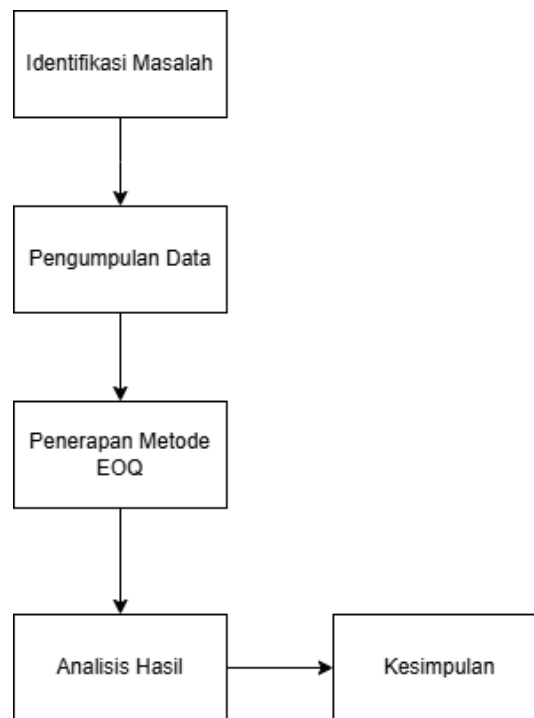 Identifikasi Masalah
Pengumpulan Data
Penerapan Metode
EOQ
Analisis Hasil
Kesimpulan